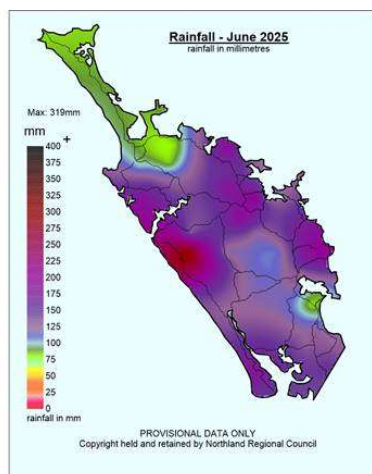 Rainfall - June 2025
rainfall in millimetres
Max: 319mm
mm +
400
375
350
325
300
275
250
225
200
175
150
125
100
75
50
25
0
rainfall in mm
PROVISIONAL DATA ONLY
Copyright held and retained by Northland Regional Council